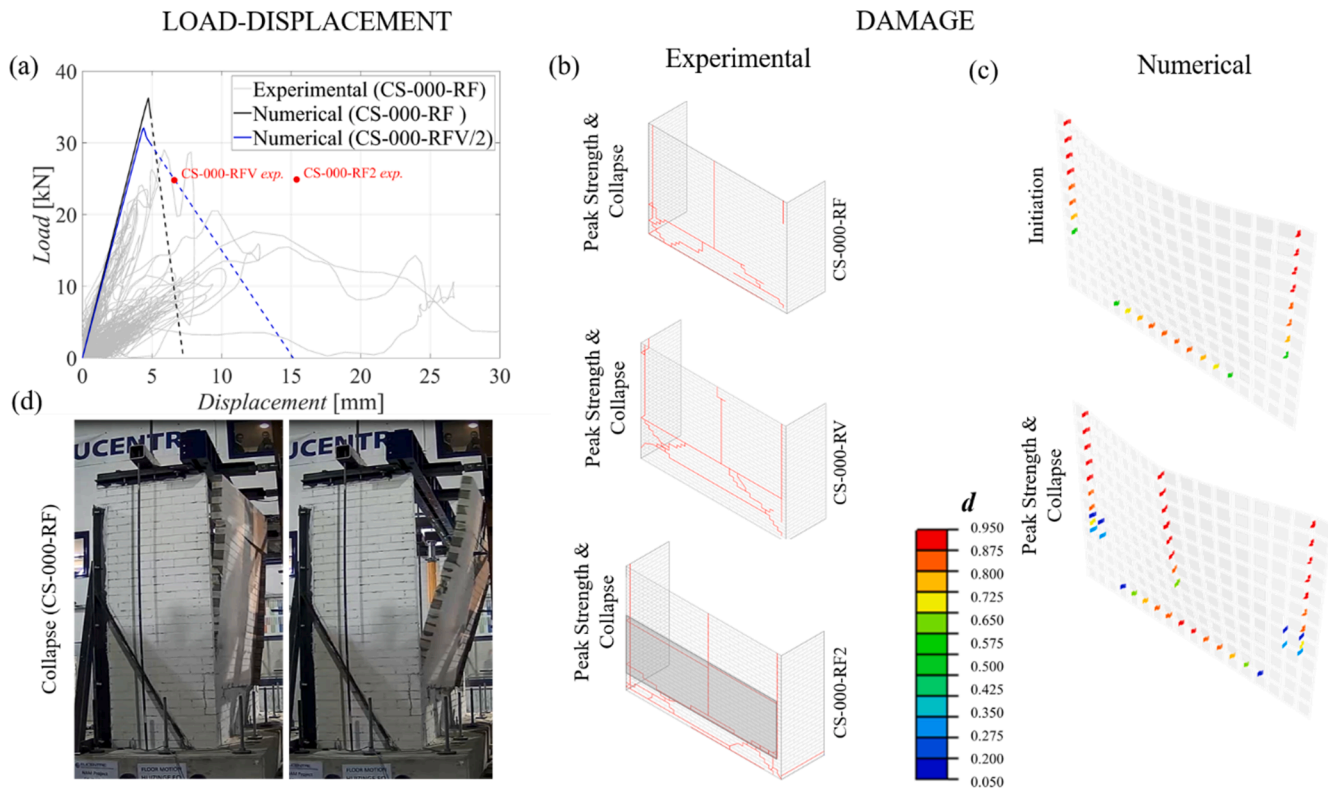 LOAD-DISPLACEMENT
DAMAGE
(a)
40
30
20
10
0
Load [kN]
0
5
10
15
20
25
30
Displacement [mm]
Experimental (CS-000-RF)
Numerical (CS-000-RF )
Numerical (CS-000-RFV/2)
CS-000-RFV exp.
CS-000-RF2 exp.
(b)
Experimental
Peak Strength &
Collapse
CS-000-RF
Peak Strength &
Collapse
CS-000-RV
Peak Strength &
Collapse
CS-000-RF2
(c)
Numerical
Initiation
Peak Strength &
Collapse
d
0.950
0.875
0.800
0.725
0.650
0.575
0.500
0.425
0.350
0.275
0.200
0.050
(d)
Collapse (CS-000-RF)
UCENTR
UCENTR
FLOOR MOTION
FLOOR MOTION